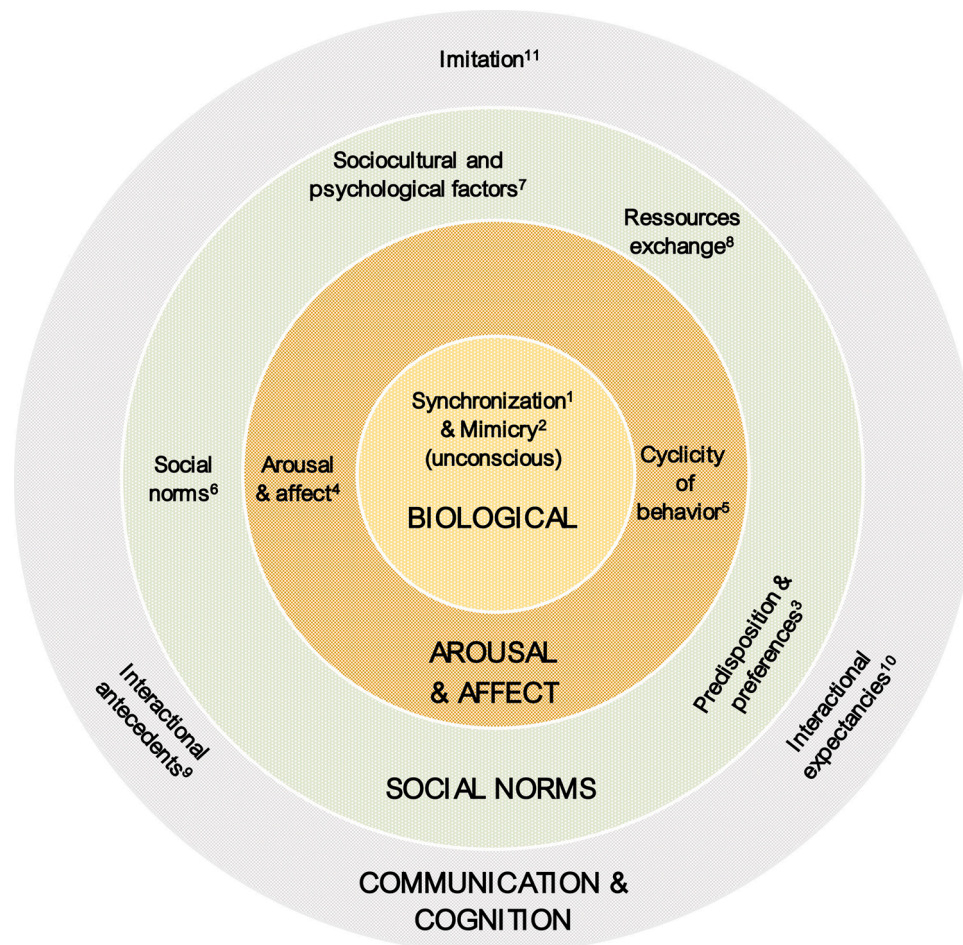 Imitation¹¹
Sociocultural and
psychological factors⁷
Ressources
exchange⁸
Synchronization¹
& Mimicry²
(unconscious)
BIOLOGICAL
Social
norms⁶
Arousal
& affect⁴
Cyclicity
of
behavior⁵
AROUSAL
& AFFECT
Predisposition &
preferences³
Interactional
antecedents⁹
Interactional
expectancies¹⁰
SOCIAL NORMS
COMMUNICATION &
COGNITION